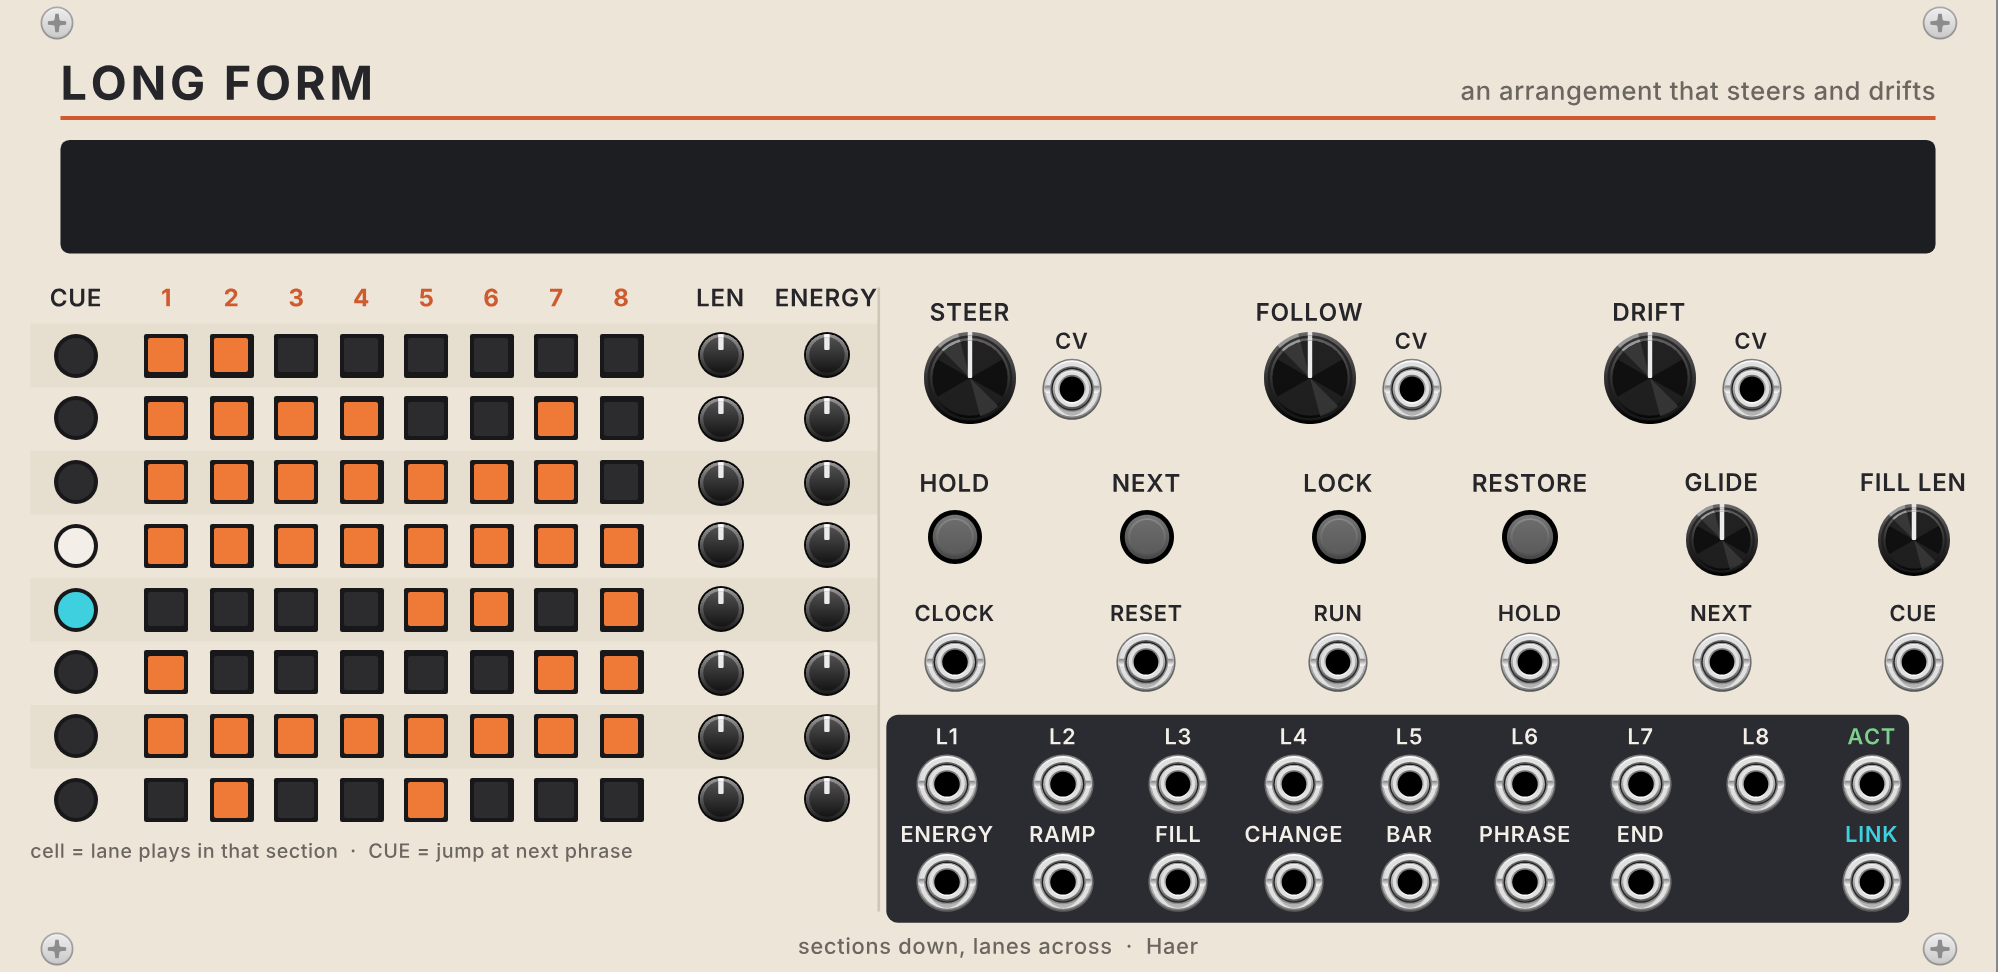 LONG FORM
an arrangement that steers and drifts
CUE 1 2 3 4 5 6 7 8 LEN ENERGY
STEER CV FOLLOW CV DRIFT CV
HOLD NEXT LOCK RESTORE GLIDE FILL LEN
CLOCK RESET RUN HOLD NEXT CUE
L1 L2 L3 L4 L5 L6 L7 L8 ACT
ENERGY RAMP FILL CHANGE BAR PHRASE END LINK
cell = lane plays in that section · CUE = jump at next phrase
sections down, lanes across · Haer